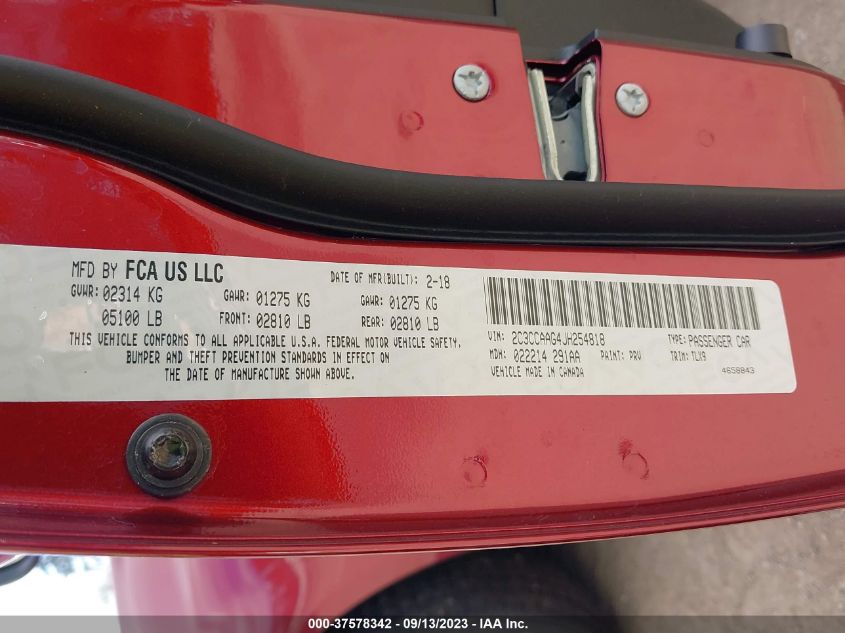 MFD BY FCA US LLC DATE OF MFR(BUILT): 2-18
GVWR: 02314 KG GAWR: 01275 KG GAWR: 01275 KG
05100 LB FRONT: 02810 LB REAR: 02810 LB
THIS VEHICLE CONFORMS TO ALL APPLICABLE U.S.A. FEDERAL MOTOR VEHICLE SAFETY,
BUMPER AND THEFT PREVENTION STANDARDS IN EFFECT ON
THE DATE OF MANUFACTURE SHOWN ABOVE.
VIN: 2C3CCAAG4JH254818 TYPE: PASSENGER CAR
MDH: 022214 291AA PAINT: PRV TRIM: TLX9
VEHICLE MADE IN CANADA 4658843
000-37578342 - 09/13/2023 - IAA Inc.